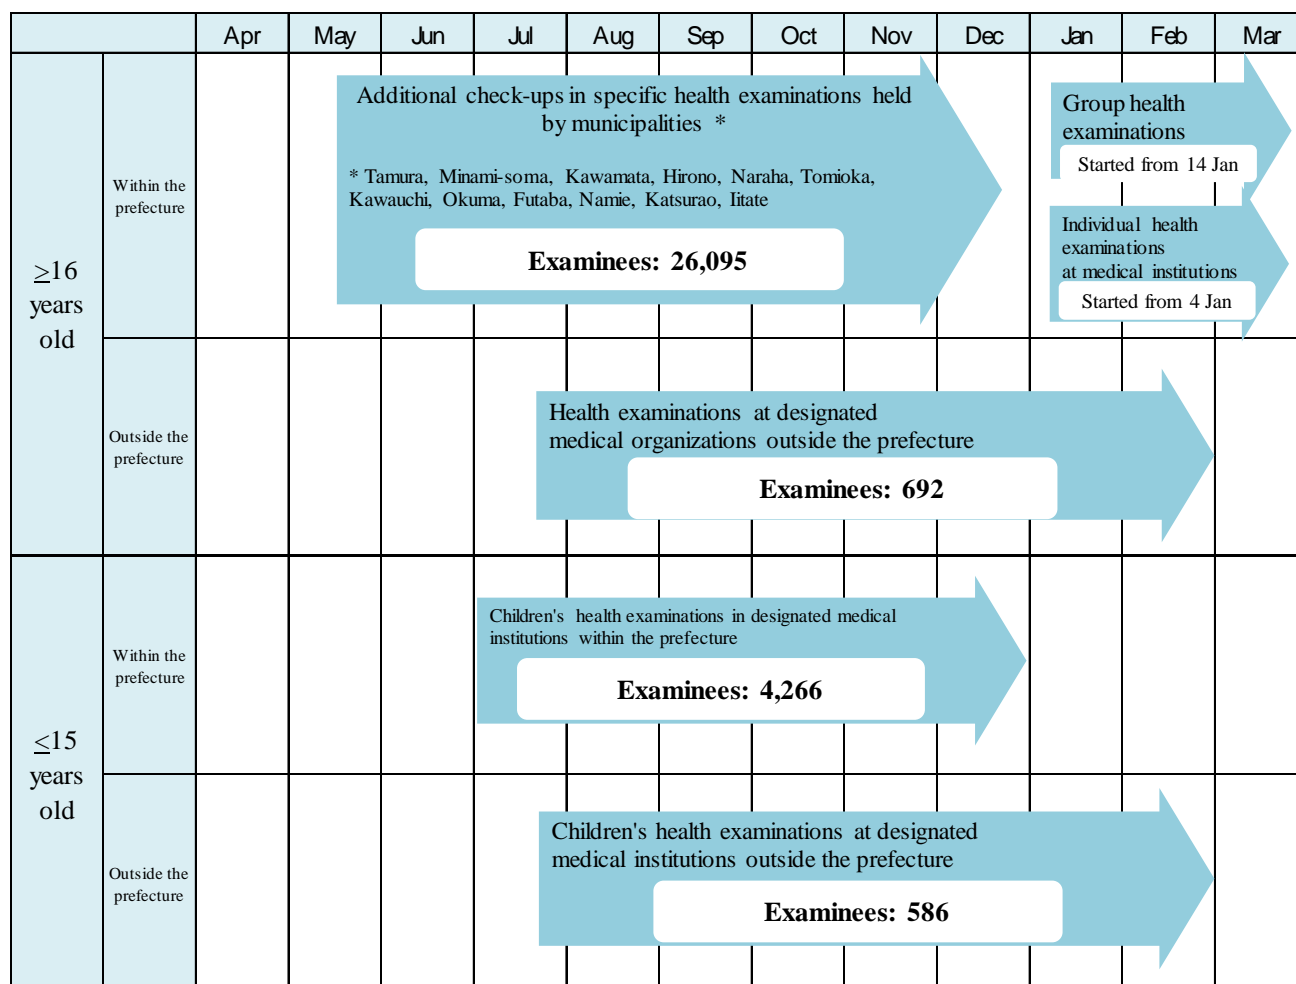 Apr May Jun Jul Aug Sep Oct Nov Dec Jan Feb Mar
≥16
years
old
Within the
prefecture
Additional check-ups in specific health examinations held
by municipalities *
* Tamura, Minami-soma, Kawamata, Hirono, Naraha, Tomioka,
Kawauchi, Okuma, Futaba, Namie, Katsurao, Iitate
Examinees: 26,095
Group health
examinations
Started from 14 Jan
Individual health
examinations
at medical institutions
Started from 4 Jan
Outside the
prefecture
Health examinations at designated
medical organizations outside the prefecture
Examinees: 692
≤15
years
old
Within the
prefecture
Children's health examinations in designated medical
institutions within the prefecture
Examinees: 4,266
Outside the
prefecture
Children's health examinations at designated
medical institutions outside the prefecture
Examinees: 586